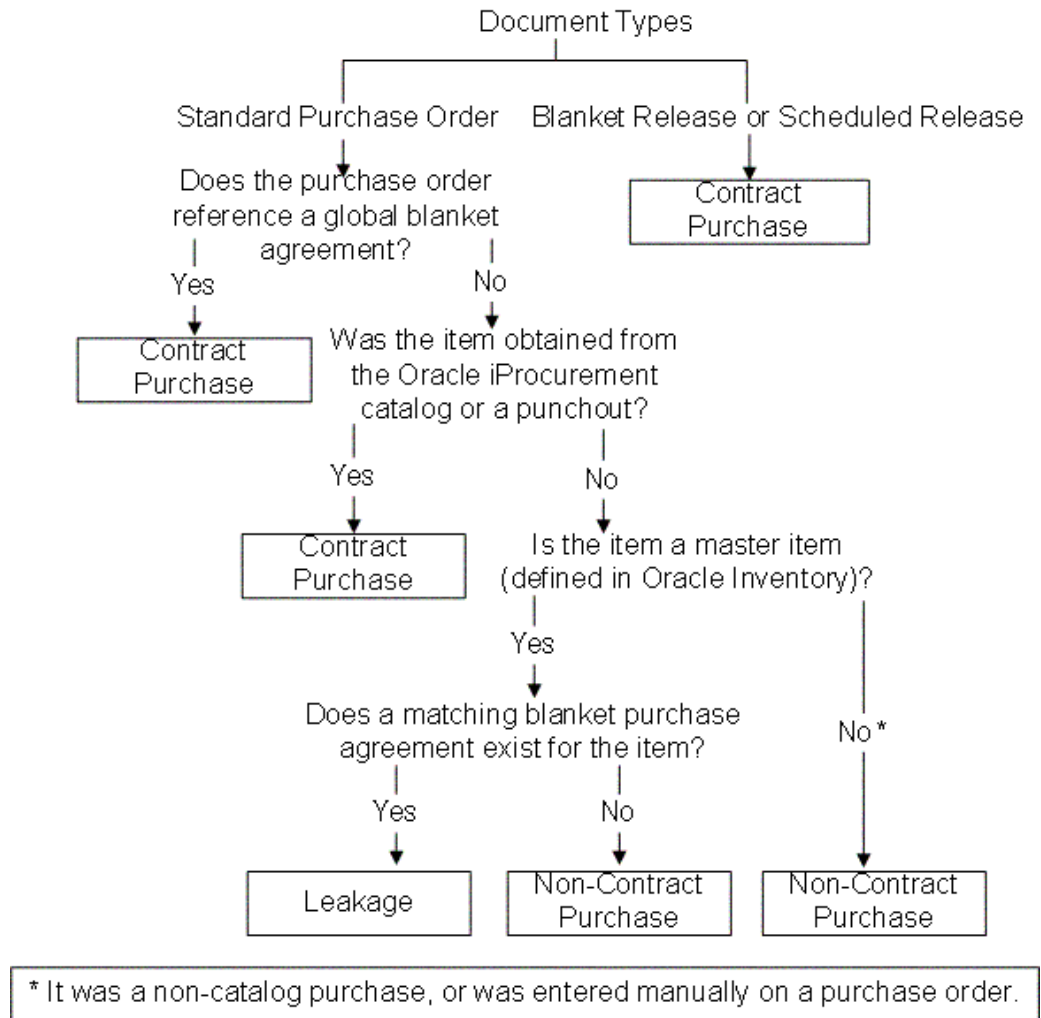 Document Types
Standard Purchase Order
Blanket Release or Scheduled Release
Does the purchase order
reference a global blanket
agreement?
Contract
Purchase
Yes
No
Contract
Purchase
Was the item obtained from
the Oracle iProcurement
catalog or a punchout?
Yes
No
Contract
Purchase
Is the item a master item
(defined in Oracle Inventory)?
Yes
No *
Does a matching blanket purchase
agreement exist for the item?
Yes
No
Leakage
Non-Contract
Purchase
Non-Contract
Purchase
* It was a non-catalog purchase, or was entered manually on a purchase order.